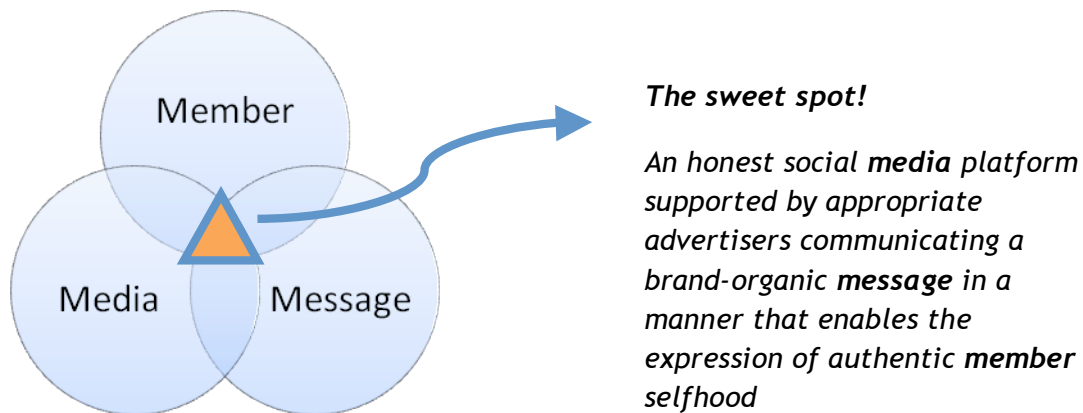 Member
Media
Message
The sweet spot!
An honest social media platform
supported by appropriate
advertisers communicating a
brand-organic message in a
manner that enables the
expression of authentic member
selfhood